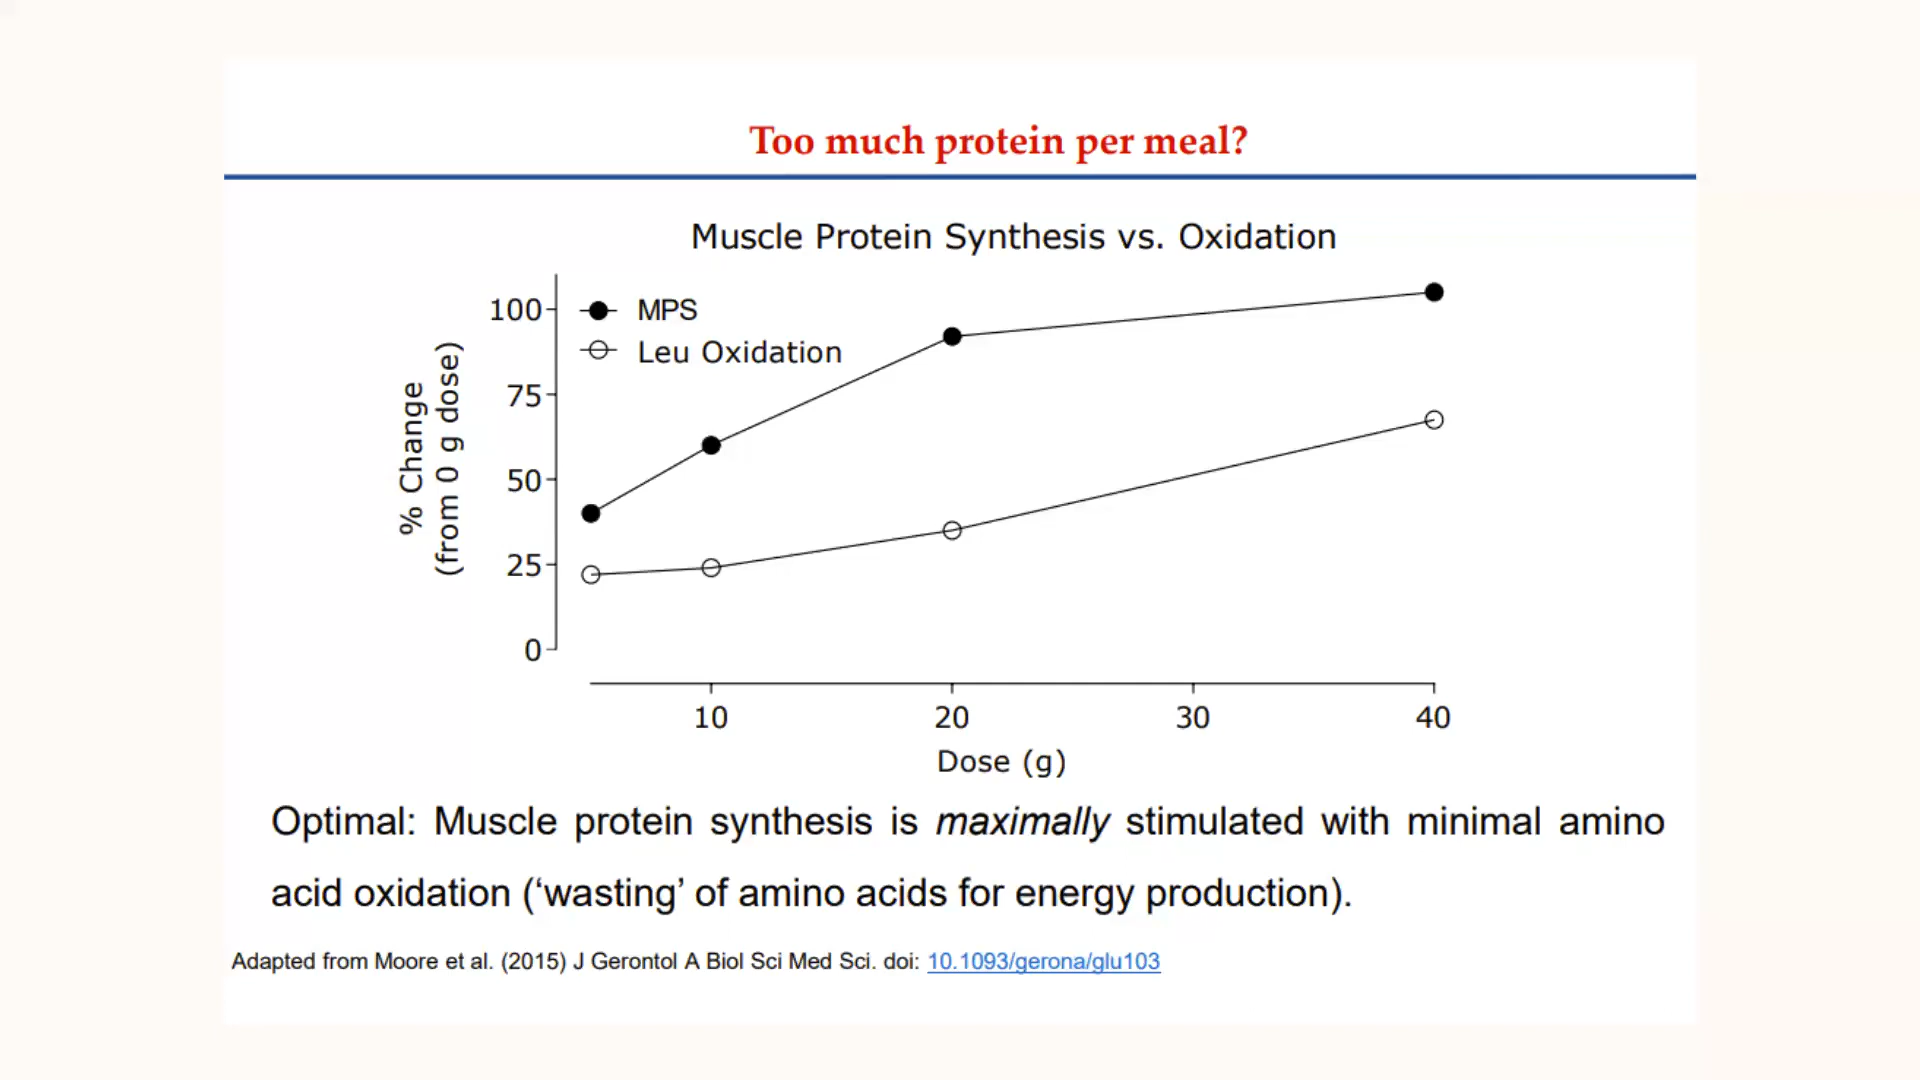 Too much protein per meal?
Muscle Protein Synthesis vs. Oxidation
MPS
Leu Oxidation
% Change
(from 0 g dose)
100
75
50
25
0
10 20 30 40
Dose (g)
Optimal: Muscle protein synthesis is maximally stimulated with minimal amino
acid oxidation (‘wasting’ of amino acids for energy production).
Adapted from Moore et al. (2015) J Gerontol A Biol Sci Med Sci. doi: 10.1093/gerona/glu103